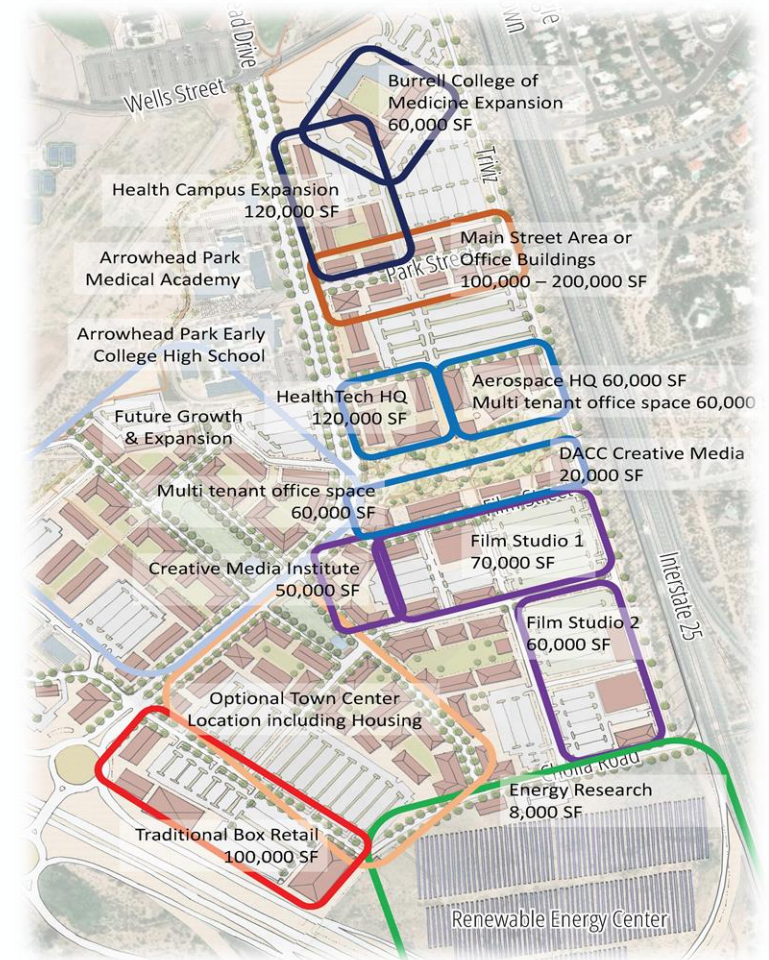 ad Drive
Wells Street
Burrell College of
Medicine Expansion
60,000 SF
Triviz
Health Campus Expansion
120,000 SF
Main Street Area or
Office Buildings
100,000 – 200,000 SF
Park Street
Arrowhead Park
Medical Academy
Arrowhead Park Early
College High School
HealthTech HQ
120,000 SF
Aerospace HQ 60,000 SF
Multi tenant office space 60,000
Future Growth
& Expansion
DACC Creative Media
20,000 SF
Multi tenant office space
60,000 SF
Film Street
Film Studio 1
70,000 SF
Creative Media Institute
50,000 SF
Interstate 25
Film Studio 2
60,000 SF
Optional Town Center
Location including Housing
Cholla Road
Energy Research
8,000 SF
Traditional Box Retail
100,000 SF
Renewable Energy Center